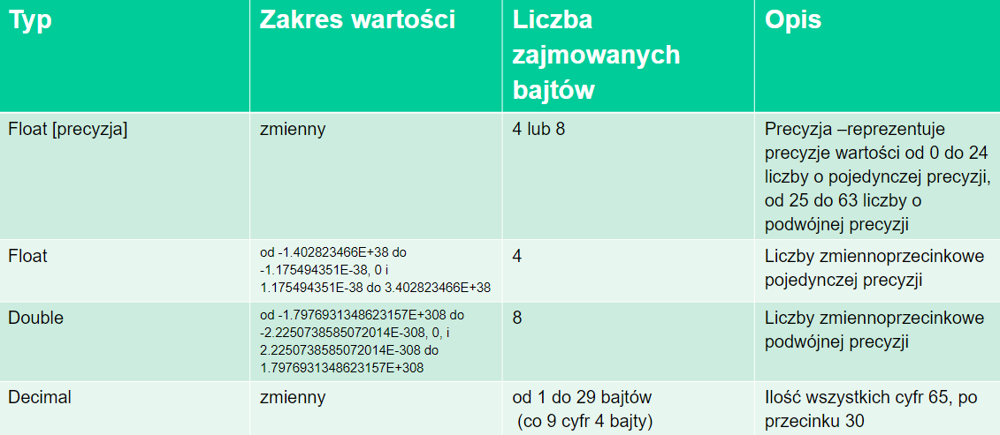 Typ
Zakres wartości
Liczba
zajmowanych
bajtów
Opis
Float [precyzja]
zmienny
4 lub 8
Precyzja –reprezentuje
precyzje wartości od 0 do 24
liczby o pojedynczej precyzji,
od 25 do 63 liczby o
podwójnej precyzji
Float
od -1.402823466E+38 do
-1.175494351E-38, 0 i
1.175494351E-38 do 3.402823466E+38
4
Liczby zmiennoprzecinkowe
pojedynczej precyzji
Double
od -1.7976931348623157E+308 do
-2.2250738585072014E-308, 0, i
2.2250738585072014E-308 do
1.7976931348623157E+308
8
Liczby zmiennoprzecinkowe
podwójnej precyzji
Decimal
zmienny
od 1 do 29 bajtów
(co 9 cyfr 4 bajty)
Ilość wszystkich cyfr 65, po
przecinku 30